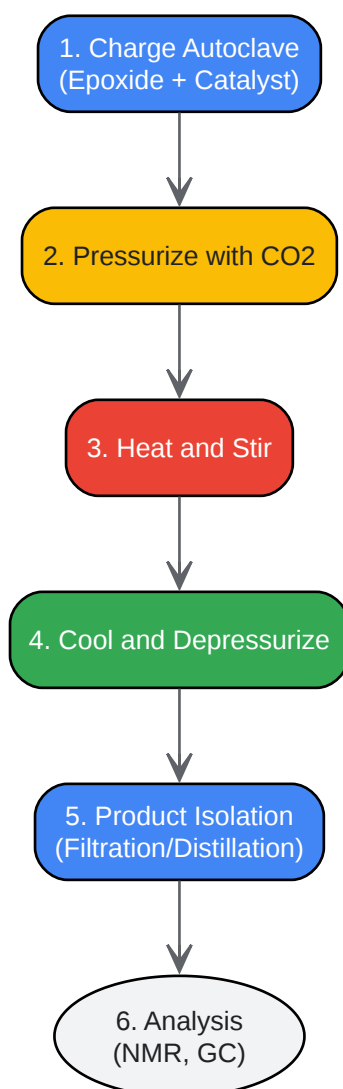 1. Charge Autoclave
(Epoxide + Catalyst)
2. Pressurize with CO2
3. Heat and Stir
4. Cool and Depressurize
5. Product Isolation
(Filtration/Distillation)
6. Analysis
(NMR, GC)